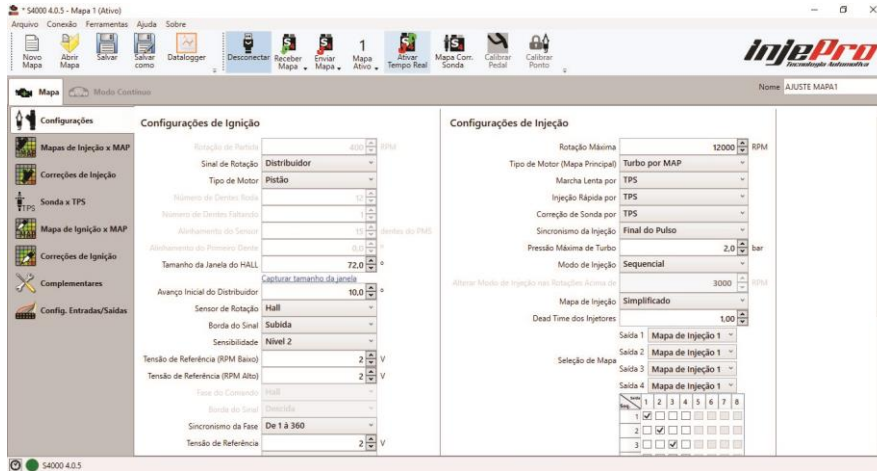 * S4000 4.0.5 - Mapa 1 (Ativo)
Arquivo Conexão Ferramentas Ajuda Sobre
Novo Mapa
Abrir Mapa
Salvar
Salvar como
Datalogger
Desconectar
Receber Mapa
Enviar Mapa
1 Mapa Ativo
Ativar Tempo Real
Mapa Corr. Sonda
Calibrar Pedal
Calibrar Ponto
injePro
Tecnologia Automotiva
Mapa
Modo Contínuo
Nome AJUSTE MAPA1
Configurações
Mapas de Injeção x MAP
Correções de Injeção
Sonda x TPS
Mapa de Ignição x MAP
Correções de Ignição
Complementares
Config. Entradas/Saídas
Configurações de Ignição
Rotação de Partida 400 RPM
Sinal de Rotação Distribuidor
Tipo de Motor Pistão
Número de Dentes Roda 12
Número de Dentes Faltando 1
Alinhamento do Sensor 15 dentes do PMS
Alinhamento do Primeiro Dente 0,0 °
Tamanho da Janela do HALL 72,0 °
Capturar tamanho da janela
Avanço Inicial do Distribuidor 10,0 °
Sensor de Rotação Hall
Borda do Sinal Subida
Sensibilidade Nível 2
Tensão de Referência (RPM Baixo) 2 V
Tensão de Referência (RPM Alto) 2 V
Fase do Comando Hall
Borda do Sinal Descida
Sincronismo da Fase De 1 à 360
Tensão de Referência 2 V
Configurações de Injeção
Rotação Máxima 12000 RPM
Tipo de Motor (Mapa Principal) Turbo por MAP
Marcha Lenta por TPS
Injeção Rápida por TPS
Correção de Sonda por TPS
Sincronismo da Injeção Final do Pulso
Pressão Máxima de Turbo 2,0 bar
Modo de Injeção Sequencial
Alterar Modo de Injeção nas Rotações Acima de 3000 RPM
Mapa de Injeção Simplificado
Dead Time dos Injetores 1,00
Seleção de Mapa
Saída 1 Mapa de Injeção 1
Saída 2 Mapa de Injeção 1
Saída 3 Mapa de Injeção 1
Saída 4 Mapa de Injeção 1
Seq. Saída 1 2 3 4 5 6 7 8
1
2
3
S4000 4.0.5